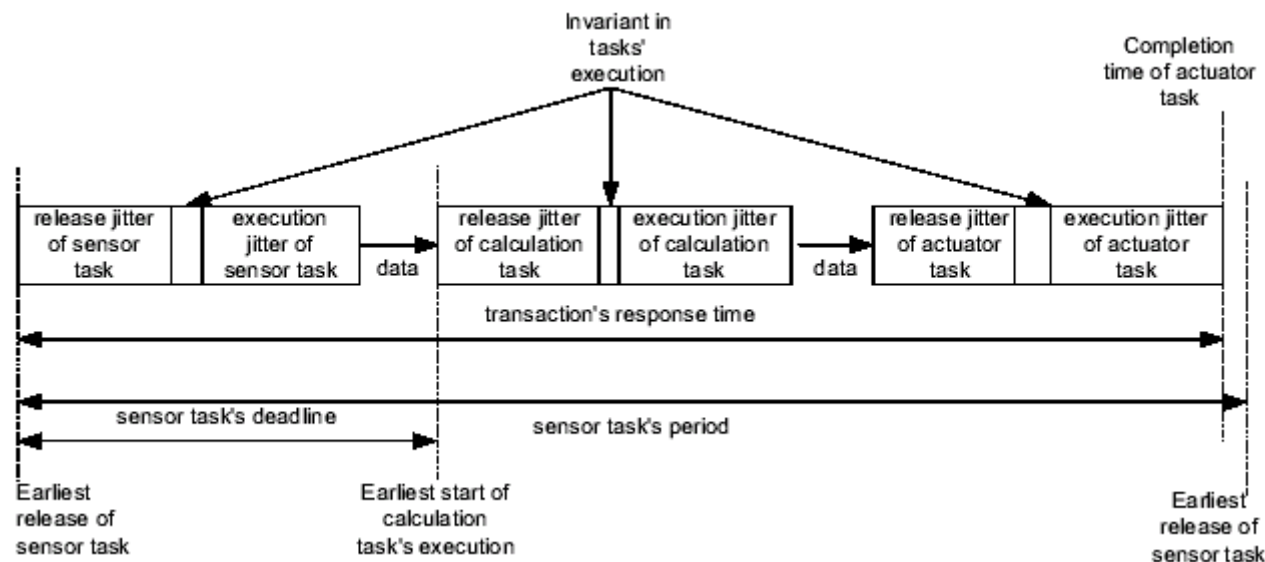 Invariant in
tasks'
execution
Completion
time of actuator
task
release jitter
of sensor
task
execution
jitter of
sensor task
data
release jitter
of calculation
task
execution jitter
of calculation
task
data
release jitter
of actuator
task
execution jitter
of actuator
task
transaction's response time
sensor task's deadline
sensor task's period
Earliest
release of
sensor task
Earliest start of
calculation
task's execution
Earliest
release of
sensor task